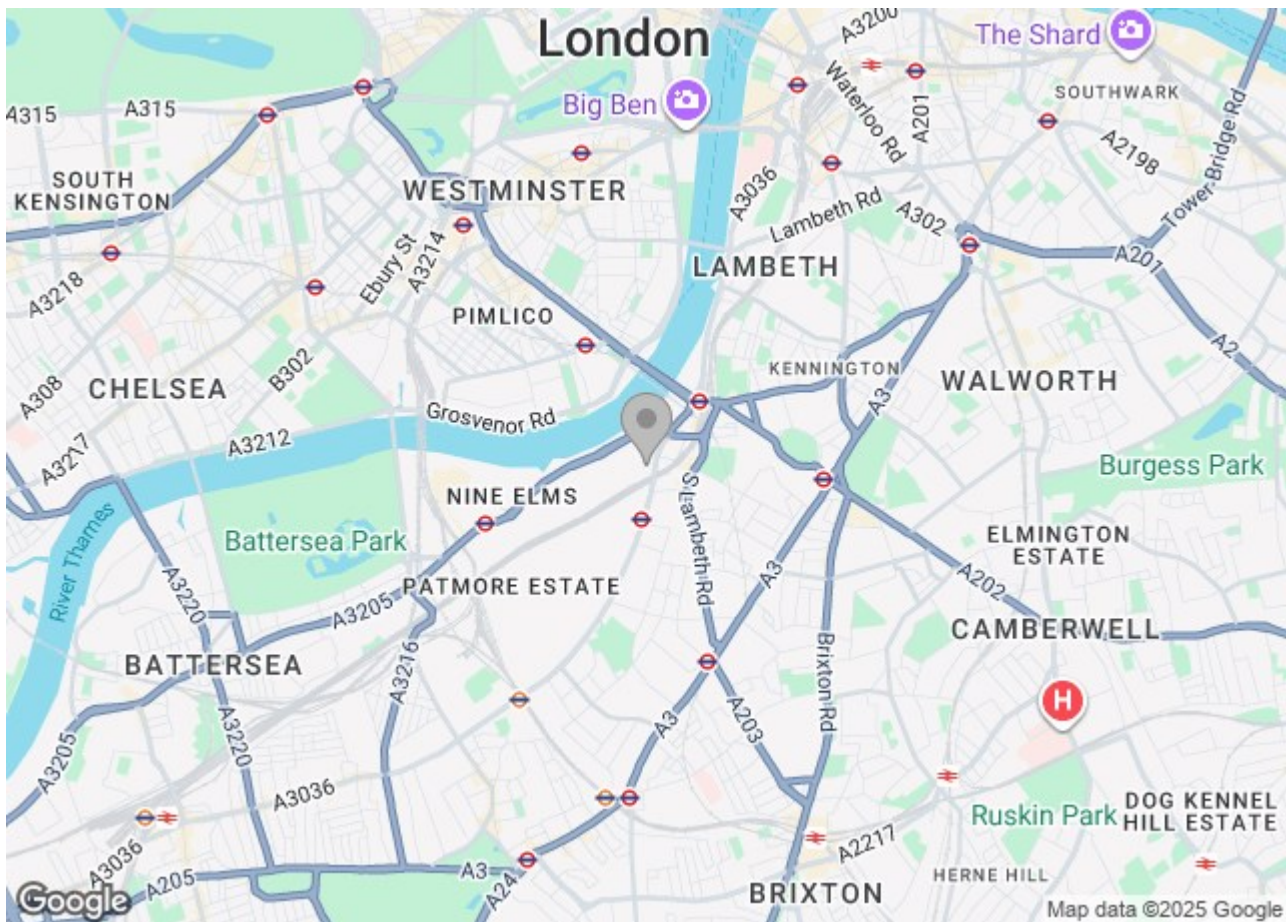 London
A3200
The Shard
Big Ben
Waterloo Rd
A201
SOUTHWARK
A315
A315
A2198
Tower Bridge Rd
SOUTH
KENSINGTON
WESTMINSTER
A3036
Lambeth Rd
A302
A3218
Ebury St
A3214
LAMBETH
A201
PIMLICO
A2
A308
B302
KENNINGTON
CHELSEA
WALWORTH
A3
Grosvenor Rd
A3217
A3212
Burgess Park
NINE ELMS
S Lambeth Rd
River Thames
Battersea Park
ELMINGTON
ESTATE
A3220
A3205
PATMORE ESTATE
A3
A202
CAMBERWELL
BATTERSEA
A3216
Brixton Rd
H
A3220
A3
A203
A3205
A3036
Ruskin Park
DOG KENNEL
HILL ESTATE
A3036
A205
A3
A24
A2217
HERNE HILL
BRIXTON
Google
Map data ©2025 Google